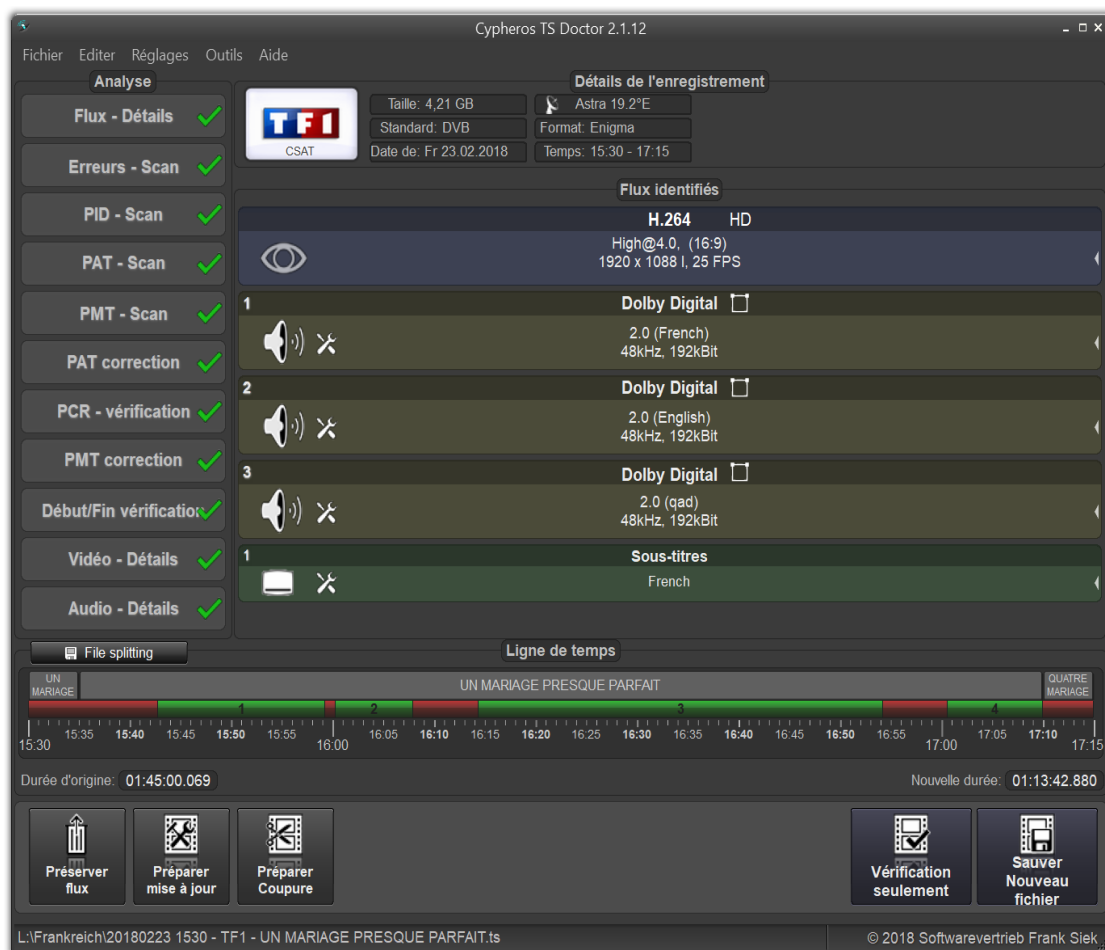 Cypheros TS Doctor 2.1.12
Fichier Editer Réglages Outils Aide
Analyse
Flux - Détails
Erreurs - Scan
PID - Scan
PAT - Scan
PMT - Scan
PAT correction
PCR - vérification
PMT correction
Début/Fin vérification
Vidéo - Détails
Audio - Détails
Détails de l'enregistrement
TF1
CSAT
Taille: 4,21 GB
Astra 19.2°E
Standard: DVB
Format: Enigma
Date de: Fr 23.02.2018
Temps: 15:30 - 17:15
Flux identifiés
H.264 HD
High@4.0, (16:9)
1920 x 1088 I, 25 FPS
1 Dolby Digital
2.0 (French)
48kHz, 192kBit
2 Dolby Digital
2.0 (English)
48kHz, 192kBit
3 Dolby Digital
2.0 (qad)
48kHz, 192kBit
1 Sous-titres
French
File splitting
Ligne de temps
UN
MARIAGE
UN MARIAGE PRESQUE PARFAIT
QUATRE
MARIAGE
1 2 3 4
15:30 15:35 15:40 15:45 15:50 15:55 16:00 16:05 16:10 16:15 16:20 16:25 16:30 16:35 16:40 16:45 16:50 16:55 17:00 17:05 17:10 17:15
Durée d'origine: 01:45:00.069
Nouvelle durée: 01:13:42.880
Préserver
flux
Préparer
mise à jour
Préparer
Coupure
Vérification
seulement
Sauver
Nouveau
fichier
L:\Frankreich\20180223 1530 - TF1 - UN MARIAGE PRESQUE PARFAIT.ts
© 2018 Softwarevertrieb Frank Siek